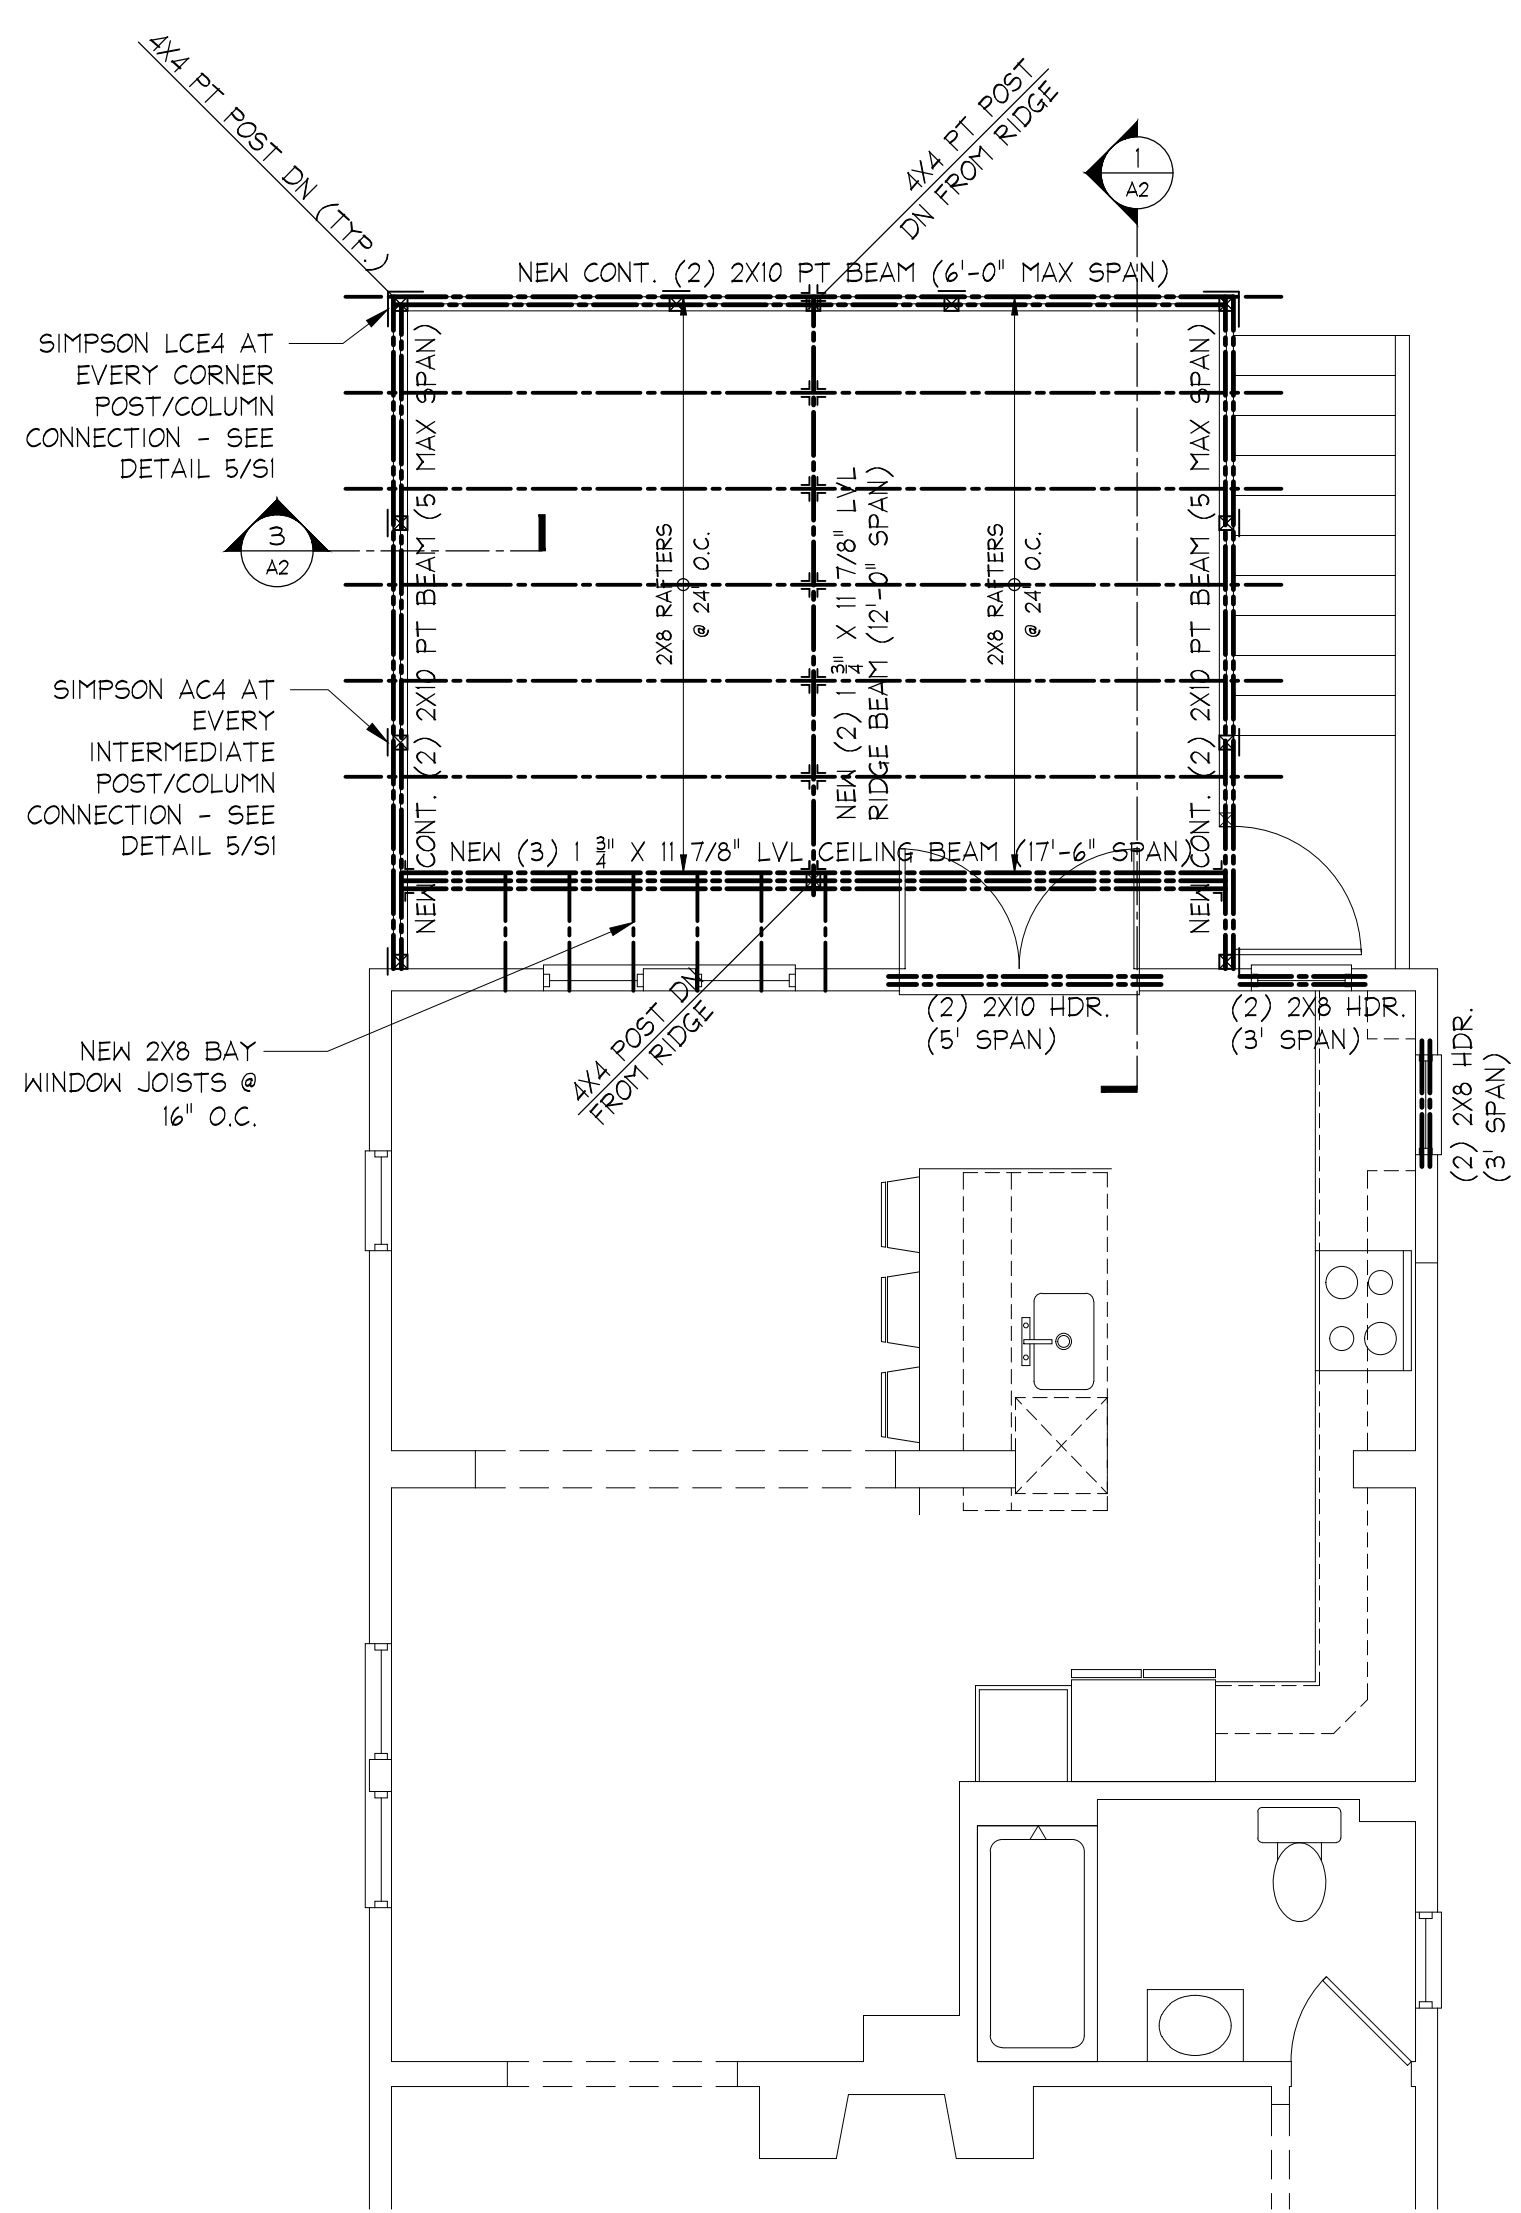 4X4 PT POST DN (TYP.)
4X4 PT POST
DN FROM RIDGE
1
A2
NEW CONT. (2) 2X10 PT BEAM (6'-0" MAX SPAN)
SIMPSON LCE4 AT
EVERY CORNER
POST/COLUMN
CONNECTION - SEE
DETAIL 5/S1
3
A2
NEW CONT. (2) 2X10 PT BEAM (5 MAX SPAN)
2X8 RAFTERS
@ 24" O.C.
NEW (2) 1 3/4" X 11 7/8" LVL
RIDGE BEAM (12'-0" SPAN)
2X8 RAFTERS
@ 24" O.C.
NEW CONT. (2) 2X10 PT BEAM (5 MAX SPAN)
SIMPSON AC4 AT
EVERY
INTERMEDIATE
POST/COLUMN
CONNECTION - SEE
DETAIL 5/S1
NEW (3) 1 3/4" X 11 7/8" LVL CEILING BEAM (17'-6" SPAN)
4X4 POST DN
FROM RIDGE
(2) 2X10 HDR.
(5' SPAN)
(2) 2X8 HDR.
(3' SPAN)
(2) 2X8 HDR.
(3' SPAN)
NEW 2X8 BAY
WINDOW JOISTS @
16" O.C.